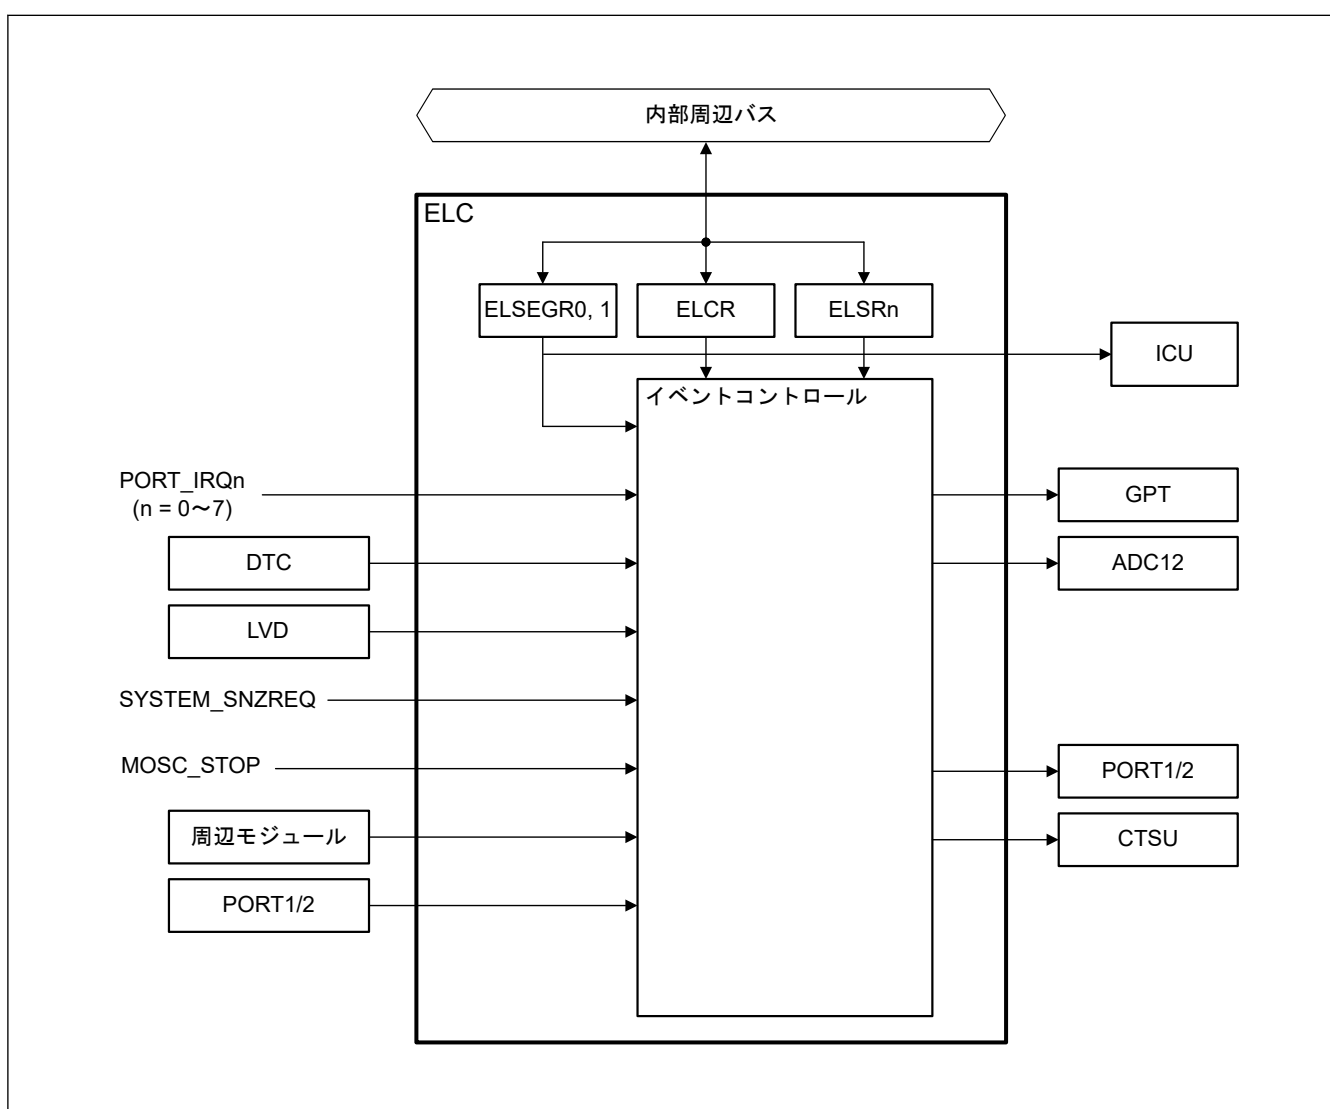 内部周辺バス
ELC
ELSEGR0, 1
ELCR
ELSRn
ICU
イベントコントロール
PORT_IRQn
(n = 0～7)
GPT
DTC
ADC12
LVD
SYSTEM_SNZREQ
MOSC_STOP
PORT1/2
周辺モジュール
CTSU
PORT1/2